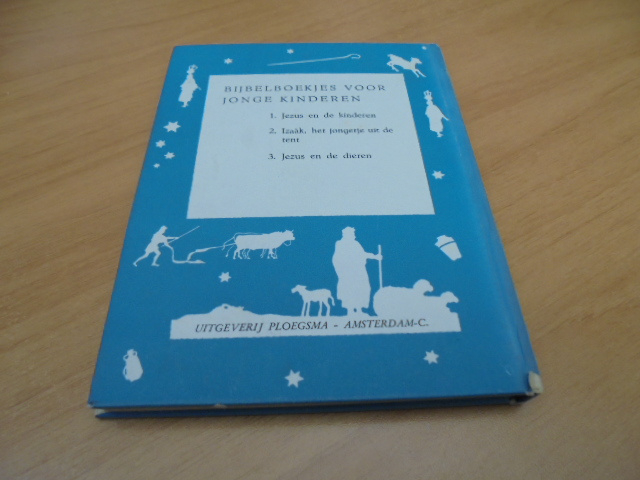 BIJBELBOEKJES VOOR
JONGE KINDEREN
1. Jezus en de kinderen
2. Izaäk, het jongetje uit de
tent
3. Jezus en de dieren
UITGEVERIJ PLOEGSMA - AMSTERDAM-C.